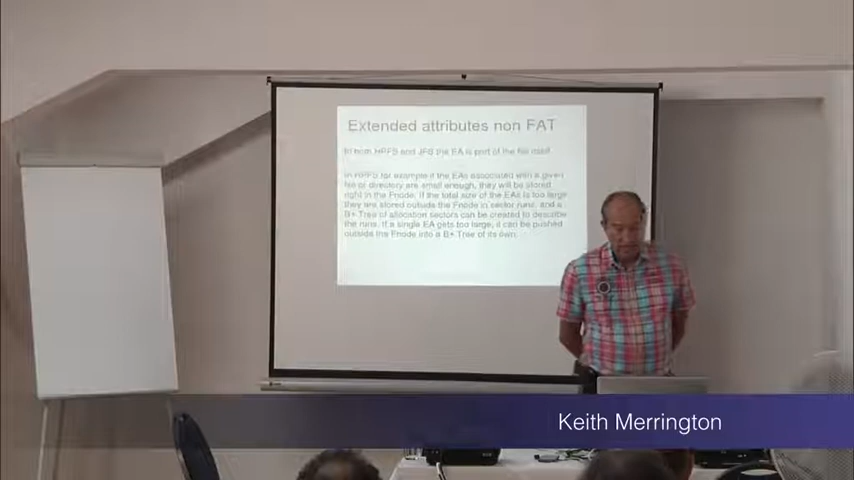 Extended attributes non FAT
In both HPFS and JFS the EA is part of the file itself.
In HPFS for example if the EAs associated with a given
file or directory are small enough, they will be stored
right in the Fnode. If the total size of the EAs is too large
they are stored outside the Fnode in sector runs, and a
B+ Tree of allocation sectors can be created to describe
the runs. If a single EA gets too large, it can be pushed
outside the Fnode into a B+ Tree of its own.
Keith Merrington